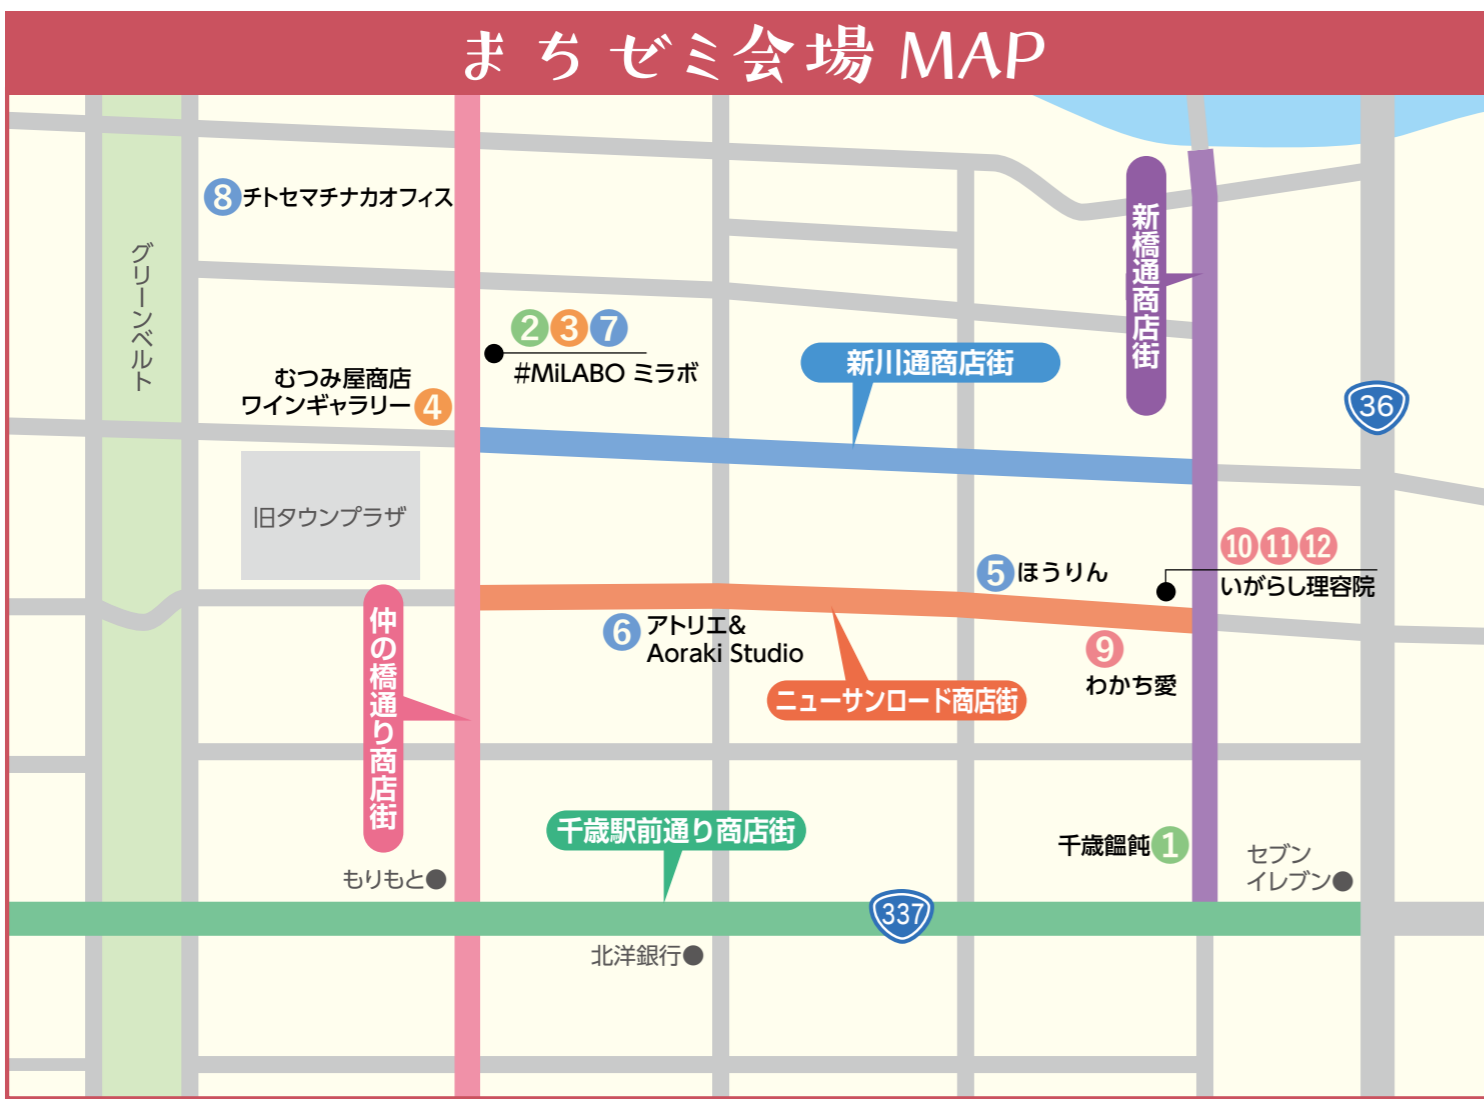 まちゼミ会場 MAP
8 チトセマチナカオフィス
グリーンベルト
新橋通商店街
2 3 7
#MiLABO ミラボ
新川通商店街
むつみ屋商店
ワインギャラリー 4
36
旧タウンプラザ
10 11 12
いがらし理容院
5 ほうりん
仲の橋通り商店街
6 アトリエ&
Aoraki Studio
9
わかち愛
ニューサンロード商店街
千歳駅前通り商店街
千歳饂飩 1
セブン
イレブン
もりもと
337
北洋銀行